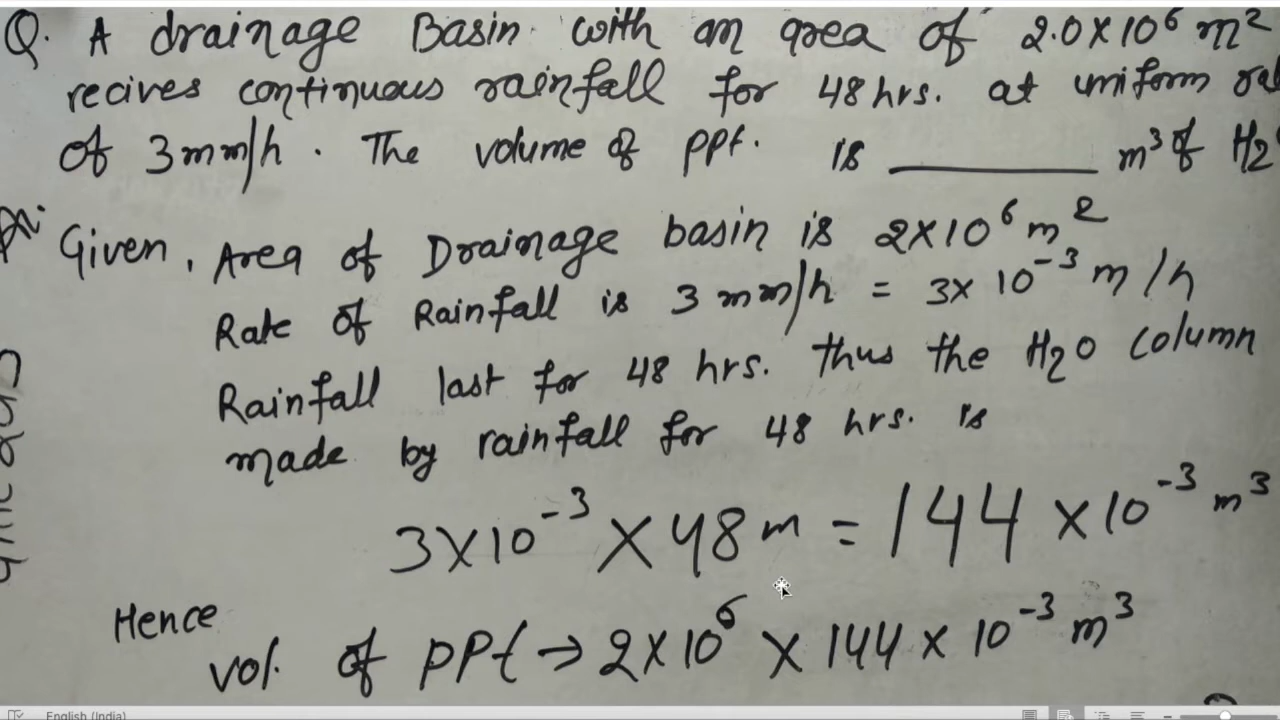 Q. A drainage Basin with an area of 2.0×10⁶ m²
recives continuous rainfall for 48 hrs. at uniform
of 3mm/h. The volume of ppt. is ________ m³ of H2
Given, Area of Drainage basin is 2×10⁶ m²
Rate of Rainfall is 3 mm/h = 3×10⁻³ m/h
Rainfall last for 48 hrs. thus the H2O column
made by rainfall for 48 hrs. is
3×10⁻³ × 48 m = 144 × 10⁻³ m³
Hence
vol. of ppt → 2×10⁶ × 144 × 10⁻³ m³
English (India)